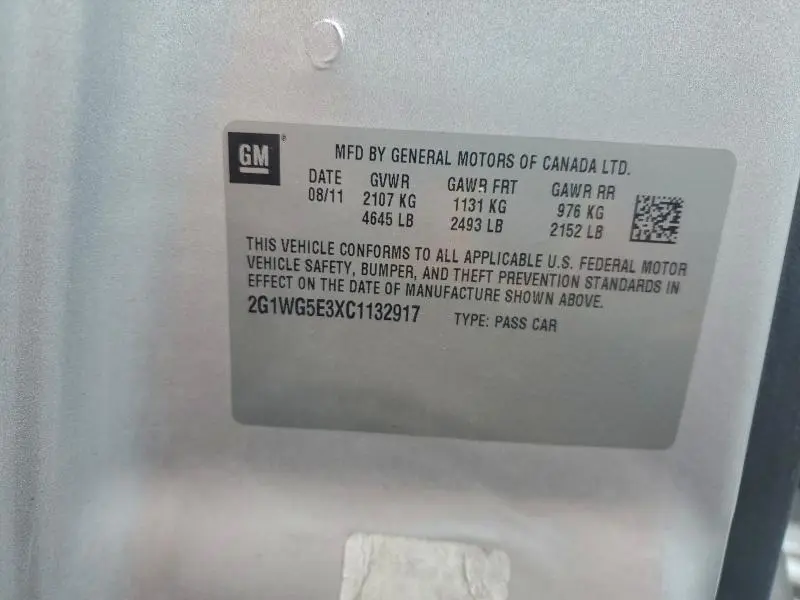 GM®
MFD BY GENERAL MOTORS OF CANADA LTD.
DATE GVWR GAWR FRT GAWR RR
08/11 2107 KG 1131 KG 976 KG
4645 LB 2493 LB 2152 LB
THIS VEHICLE CONFORMS TO ALL APPLICABLE U.S. FEDERAL MOTOR
VEHICLE SAFETY, BUMPER, AND THEFT PREVENTION STANDARDS IN
EFFECT ON THE DATE OF MANUFACTURE SHOWN ABOVE.
2G1WG5E3XC1132917 TYPE: PASS CAR